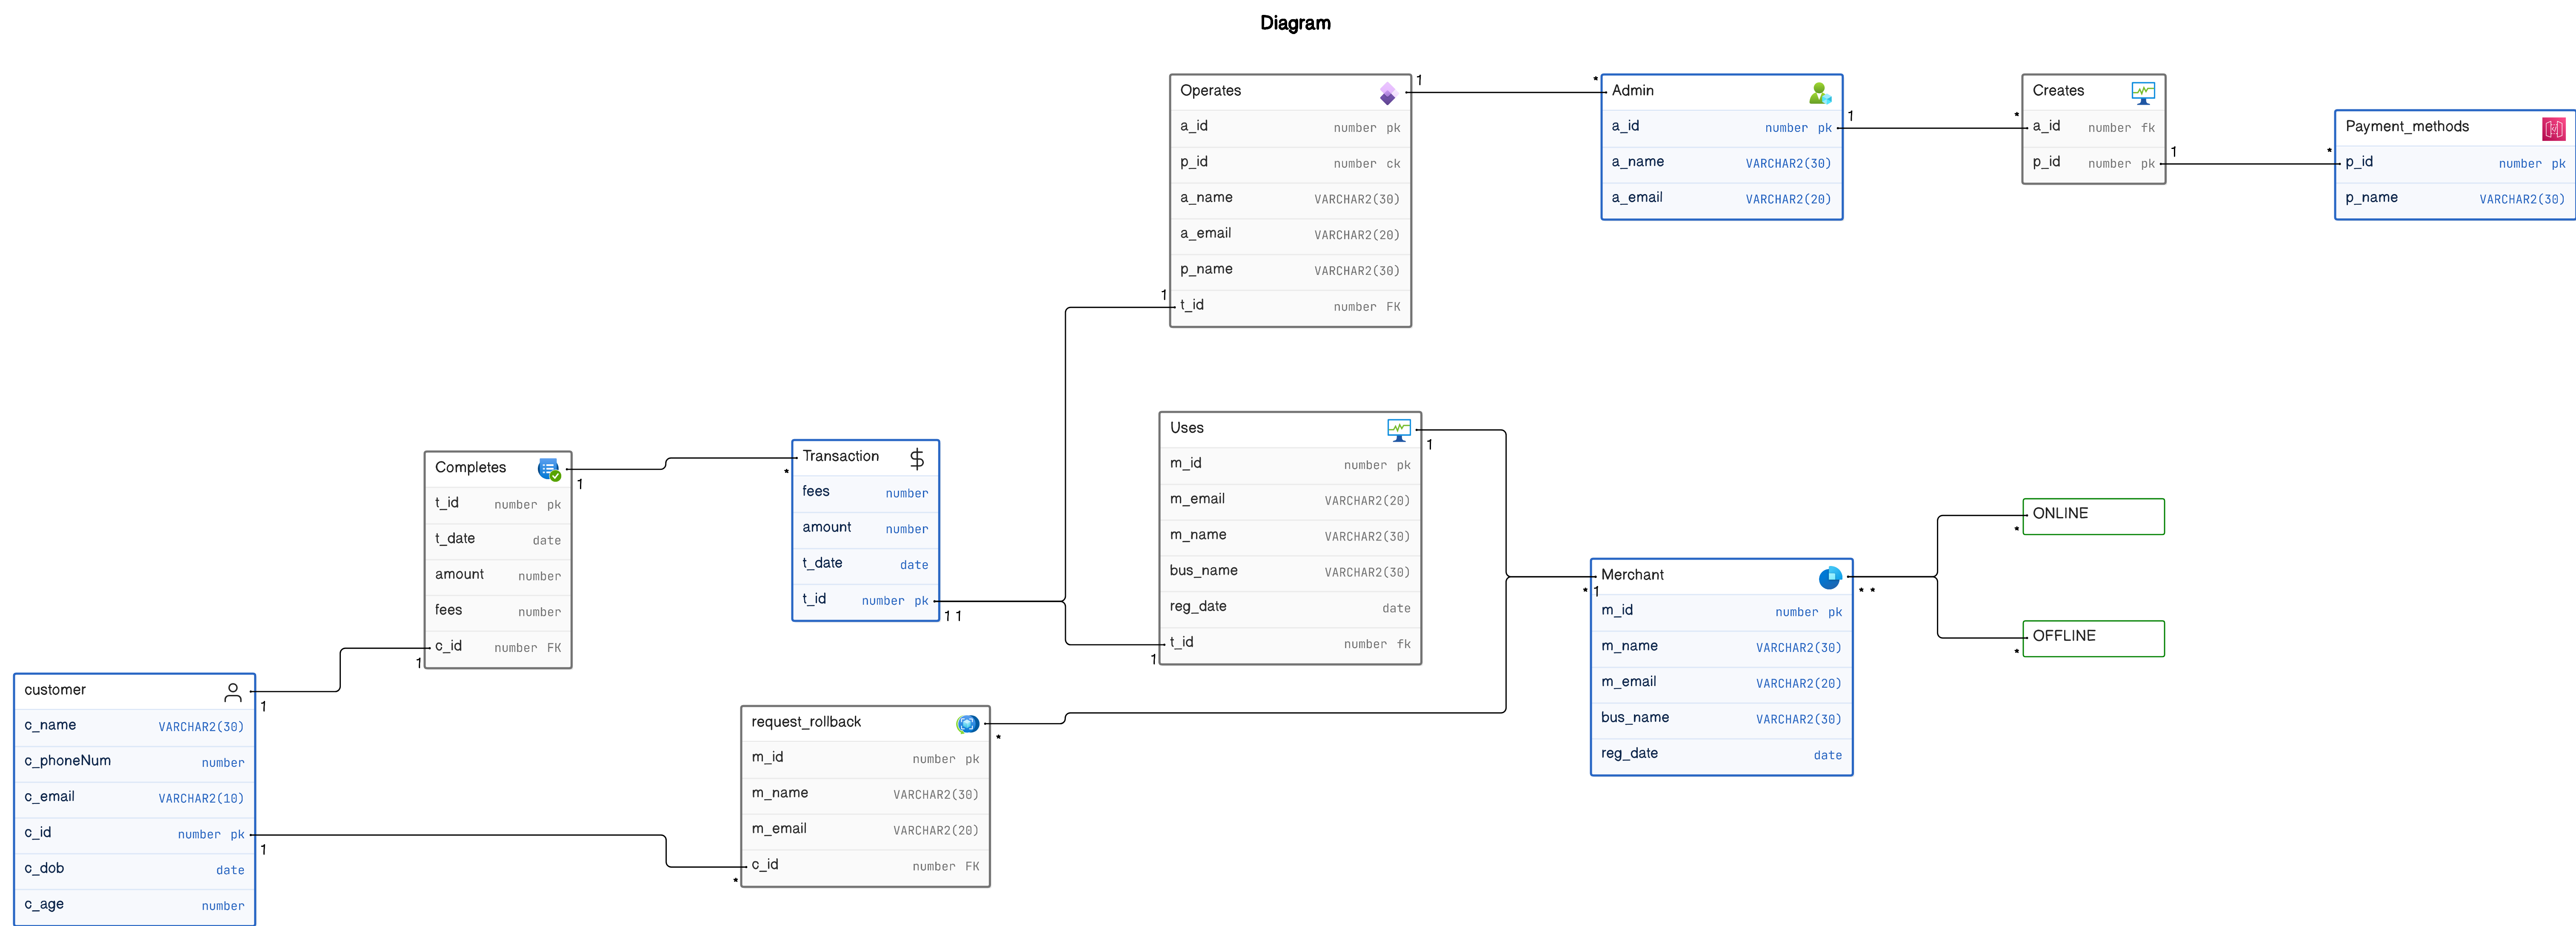 Diagram
Operates
a_id number pk
p_id number ck
a_name VARCHAR2(30)
a_email VARCHAR2(20)
p_name VARCHAR2(30)
t_id number FK
1
1
*
Admin
a_id number pk
a_name VARCHAR2(30)
a_email VARCHAR2(20)
1
*
Creates
a_id number fk
p_id number pk
1
*
Payment_methods
p_id number pk
p_name VARCHAR2(30)
Completes
t_id number pk
t_date date
amount number
fees number
c_id number FK
1
1
*
Transaction $
fees number
amount number
t_date date
t_id number pk
1 1
Uses
m_id number pk
m_email VARCHAR2(20)
m_name VARCHAR2(30)
bus_name VARCHAR2(30)
reg_date date
t_id number fk
1
1
* 1
Merchant
m_id number pk
m_name VARCHAR2(30)
m_email VARCHAR2(20)
bus_name VARCHAR2(30)
reg_date date
* *
ONLINE
*
OFFLINE
*
customer
c_name VARCHAR2(30)
c_phoneNum number
c_email VARCHAR2(10)
c_id number pk
c_dob date
c_age number
1
1
request_rollback
m_id number pk
m_name VARCHAR2(30)
m_email VARCHAR2(20)
c_id number FK
*
*